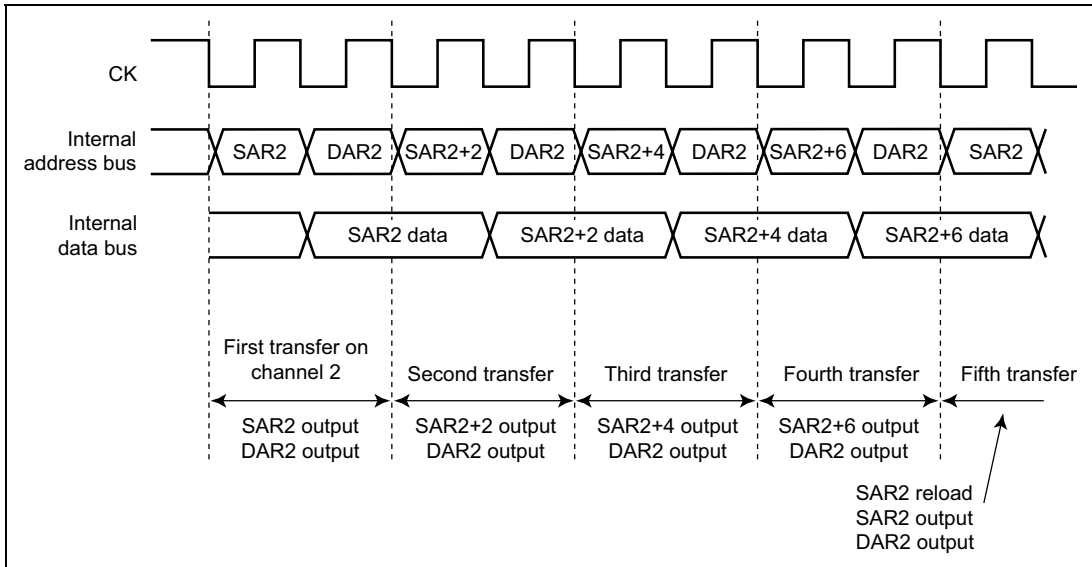 CK
Internal
address bus
SAR2 DAR2 SAR2+2 DAR2 SAR2+4 DAR2 SAR2+6 DAR2 SAR2
Internal
data bus
SAR2 data SAR2+2 data SAR2+4 data SAR2+6 data
First transfer on
channel 2
Second transfer Third transfer Fourth transfer Fifth transfer
SAR2 output SAR2+2 output SAR2+4 output SAR2+6 output
DAR2 output DAR2 output DAR2 output DAR2 output
SAR2 reload
SAR2 output
DAR2 output